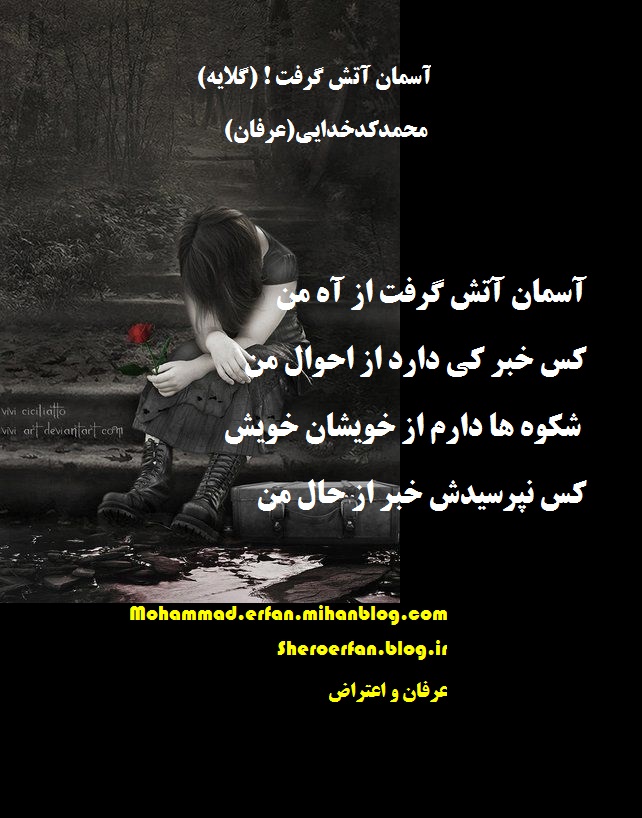 آسمان آتش گرفت ! (گلایه)
محمدکدخدایی(عرفان)
آسمان آتش گرفت از آه من
کس خبر کی دارد از احوال من
شکوه ها دارم از خویشان خویش
کس نپرسیدش خبر از حال من
vivi ciciliatto
vivi art.deviantart.com
Mohammad.erfan.mihanblog.com
Sheroerfan.blog.ir
عرفان و اعتراض